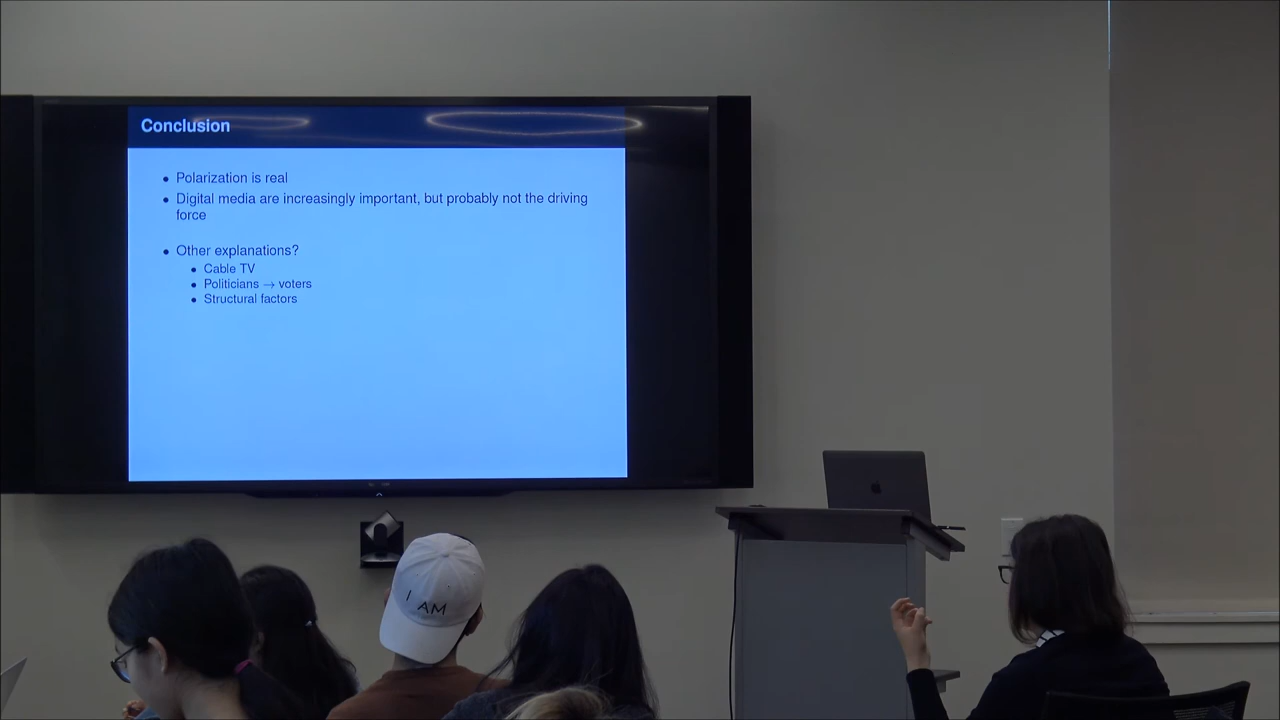 Conclusion
Polarization is real
Digital media are increasingly important, but probably not the driving
force
Other explanations?
Cable TV
Politicians → voters
Structural factors
I AM